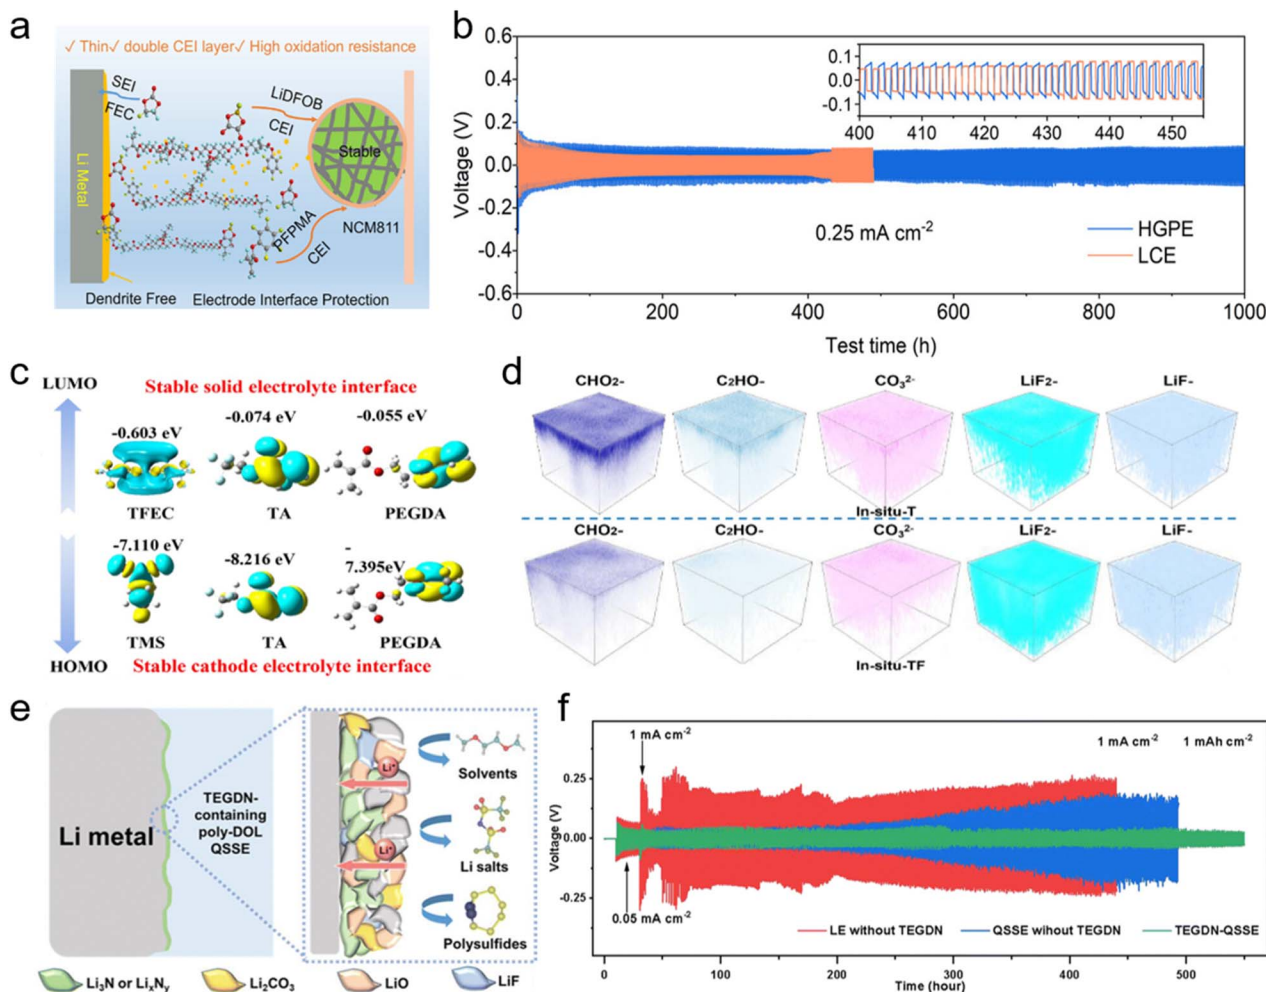 a
✓ Thin✓ double CEI layer✓ High oxidation resistance
SEI
FEC
LiDFOB
CEI
Stable
Li Metal
PFPMA
CEI
NCM811
Dendrite Free
Electrode Interface Protection
b
0.6
0.4
0.2
0.0
-0.2
-0.4
-0.6
Voltage (V)
0.1
0.0
-0.1
400 410 420 430 440 450
0.25 mA cm⁻²
HGPE
LCE
0 200 400 600 800 1000
Test time (h)
c
LUMO
Stable solid electrolyte interface
-0.603 eV
-0.074 eV
-0.055 eV
TFEC
TA
PEGDA
-7.110 eV
-8.216 eV
-
7.395eV
TMS
TA
PEGDA
HOMO
Stable cathode electrolyte interface
d
CHO₂- C₂HO- CO₃²⁻ LiF₂- LiF-
In-situ-T
CHO₂- C₂HO- CO₃²⁻ LiF₂- LiF-
In-situ-TF
e
Li metal
TEGDN-
containing
poly-DOL
QSSE
Li⁺
Li⁺
Solvents
Li salts
Polysulfides
Li₃N or LiₓNᵧ
Li₂CO₃
LiO
LiF
f
1 mA cm⁻²
1 mA cm⁻² 1 mAh cm⁻²
0.25
0.00
-0.25
Voltage (V)
0.05 mA cm⁻²
LE without TEGDN
QSSE wihout TEGDN
TEGDN-QSSE
0 100 200 300 400 500
Time (hour)